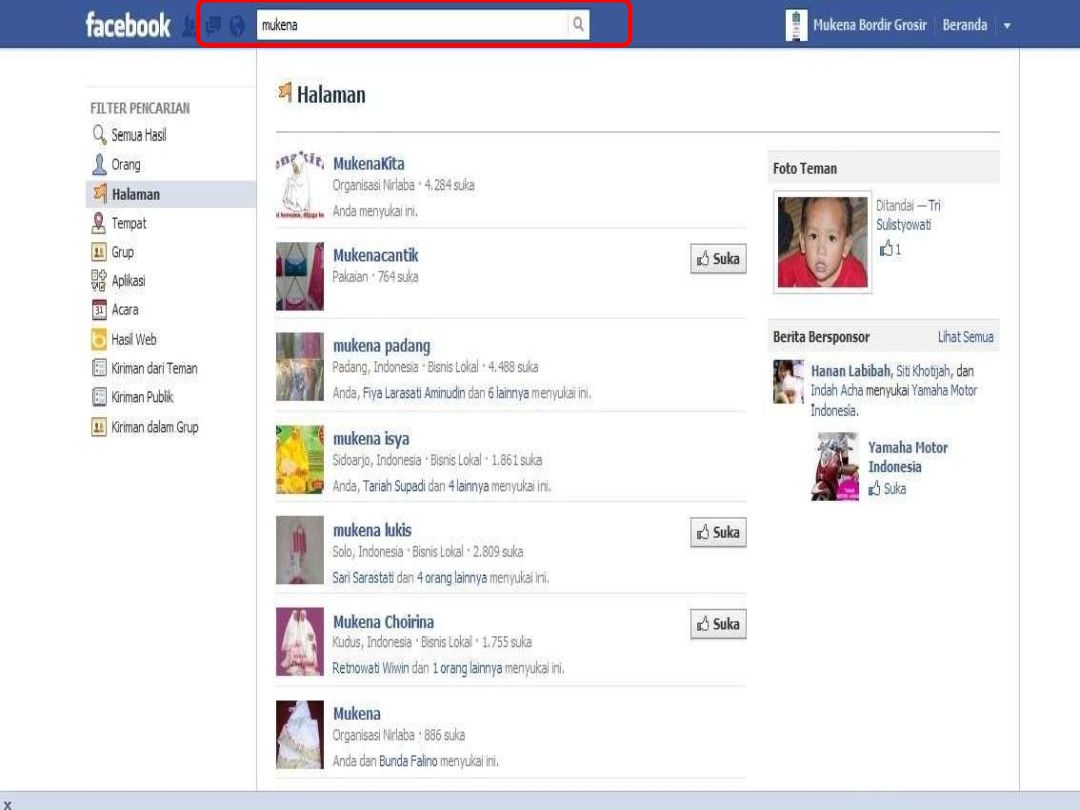 facebook
mukena
Mukena Bordir Grosir
Beranda
FILTER PENCARIAN
Semua Hasil
Orang
Halaman
Tempat
Grup
Aplikasi
31 Acara
Hasil Web
Kiriman dari Teman
Kiriman Publik
Kiriman dalam Grup
Halaman
MukenaKita
Organisasi Nirlaba · 4.284 suka
Anda menyukai ini.
Mukenacantik
Pakaian · 764 suka
Suka
mukena padang
Padang, Indonesia · Bisnis Lokal · 4.488 suka
Anda, Fiya Larasati Aminudin dan 6 lainnya menyukai ini.
mukena isya
Sidoarjo, Indonesia · Bisnis Lokal · 1.861 suka
Anda, Tariah Supadi dan 4 lainnya menyukai ini.
mukena lukis
Solo, Indonesia · Bisnis Lokal · 2.809 suka
Sari Sarastati dan 4 orang lainnya menyukai ini.
Suka
Mukena Choirina
Kudus, Indonesia · Bisnis Lokal · 1.755 suka
Retnowati Wiwin dan 1 orang lainnya menyukai ini.
Suka
Mukena
Organisasi Nirlaba · 886 suka
Anda dan Bunda Falino menyukai ini.
Foto Teman
Ditandai — Tri
Sulistyowati
1
Berita Bersponsor
Lihat Semua
Hanan Labibah, Siti Khotijah, dan
Indah Acha menyukai Yamaha Motor
Indonesia.
Yamaha Motor
Indonesia
Suka
x